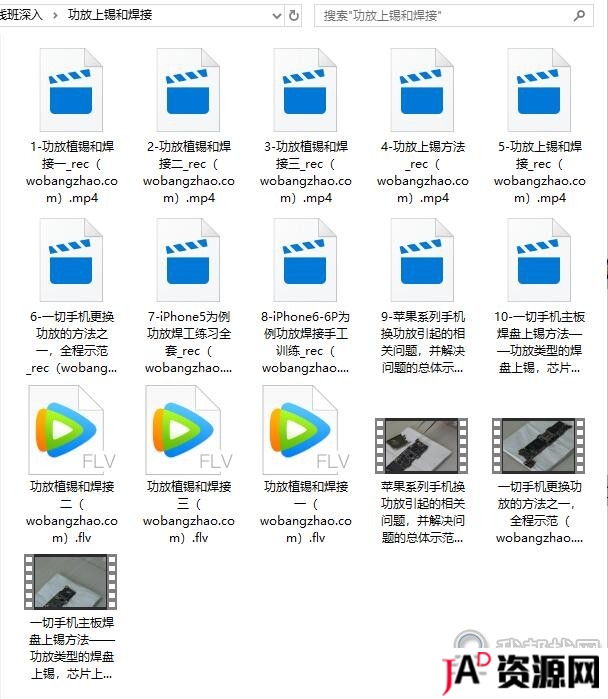 线班深入 › 功放上锡和焊接
搜索"功放上锡和焊接"
1-功放植锡和焊
接一_rec（
wobangzhao.co
m）.mp4
2-功放植锡和焊
接二_rec（
wobangzhao.co
m）.mp4
3-功放植锡和焊
接三_rec（
wobangzhao.co
m）.mp4
4-功放上锡方法
_rec（
wobangzhao.co
m）.mp4
5-功放上锡和焊
接_rec（
wobangzhao.co
m）.mp4
6-一切手机更换
功放的方法之
一，全程示范
_rec（wobang...
7-iPhone5为例
功放焊工练习全
套_rec（
wobangzhao....
8-iPhone6-6P为
例功放焊接手工
训练_rec（
wobangzhao....
9-苹果系列手机
换功放引起的相
关问题，并解决
问题的总体示...
10-一切手机主板
焊盘上锡方法—
—功放类型的焊
盘上锡，芯片...
FLV
功放植锡和焊接
二（
wobangzhao.co
m）.flv
FLV
功放植锡和焊接
三（
wobangzhao.co
m）.flv
FLV
功放植锡和焊接
一（
wobangzhao.co
m）.flv
苹果系列手机换
功放引起的相关
问题，并解决问
题的总体示范...
一切手机更换功
放的方法之一，
全程示范（
wobangzhao....
一切手机主板焊
盘上锡方法——
功放类型的焊盘
上锡，芯片上...
我帮找网
JAD资源网